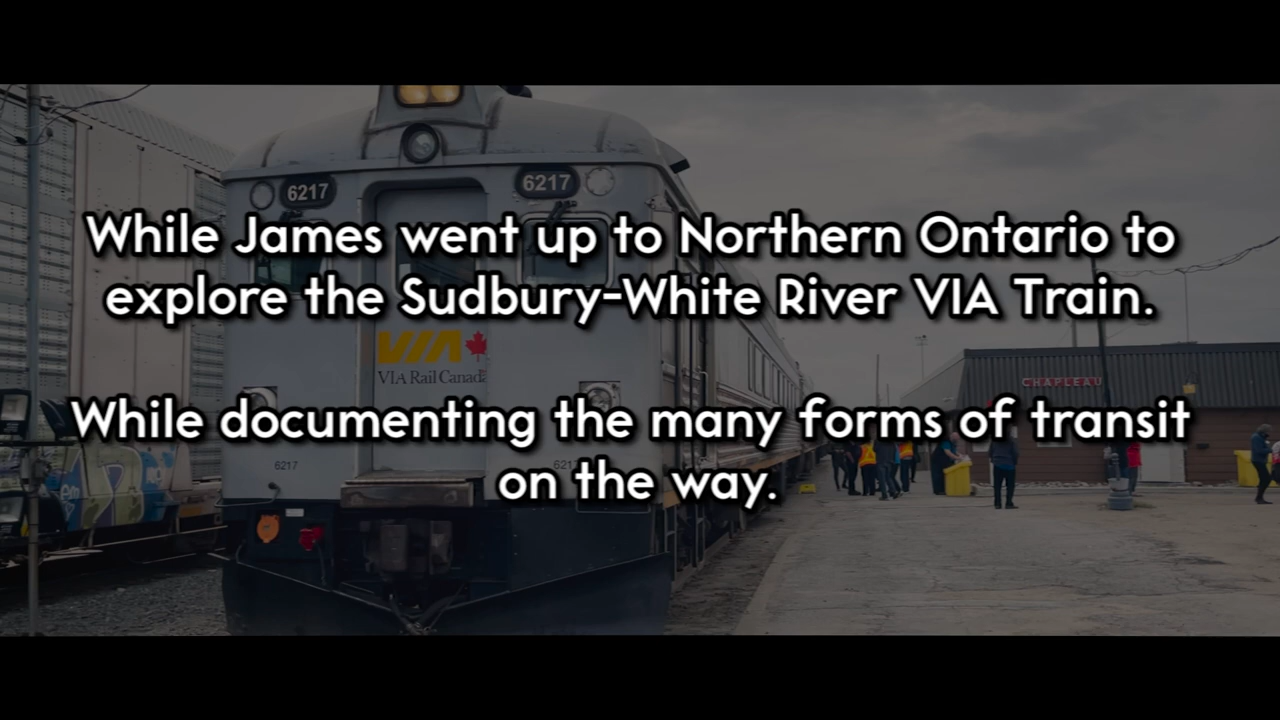 6217
6217
While James went up to Northern Ontario to
explore the Sudbury-White River VIA Train.
VIA
VIA Rail Canada
CHAPLEAU
While documenting the many forms of transit
on the way.
6217